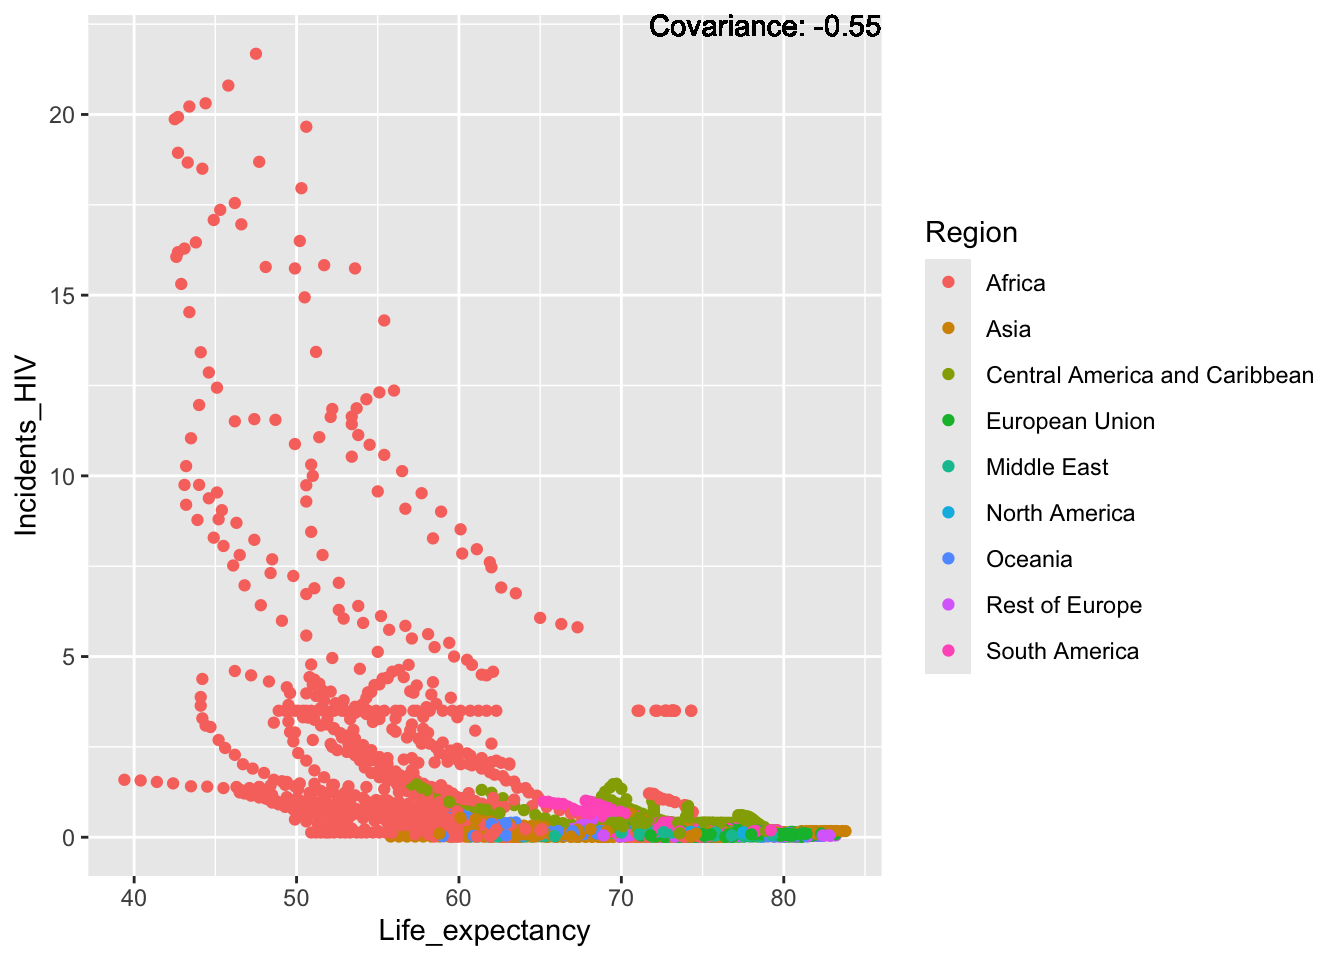 Covariance: -0.55
20
15
10
5
0
Incidents_HIV
40 50 60 70 80
Life_expectancy
Region
Africa
Asia
Central America and Caribbean
European Union
Middle East
North America
Oceania
Rest of Europe
South America